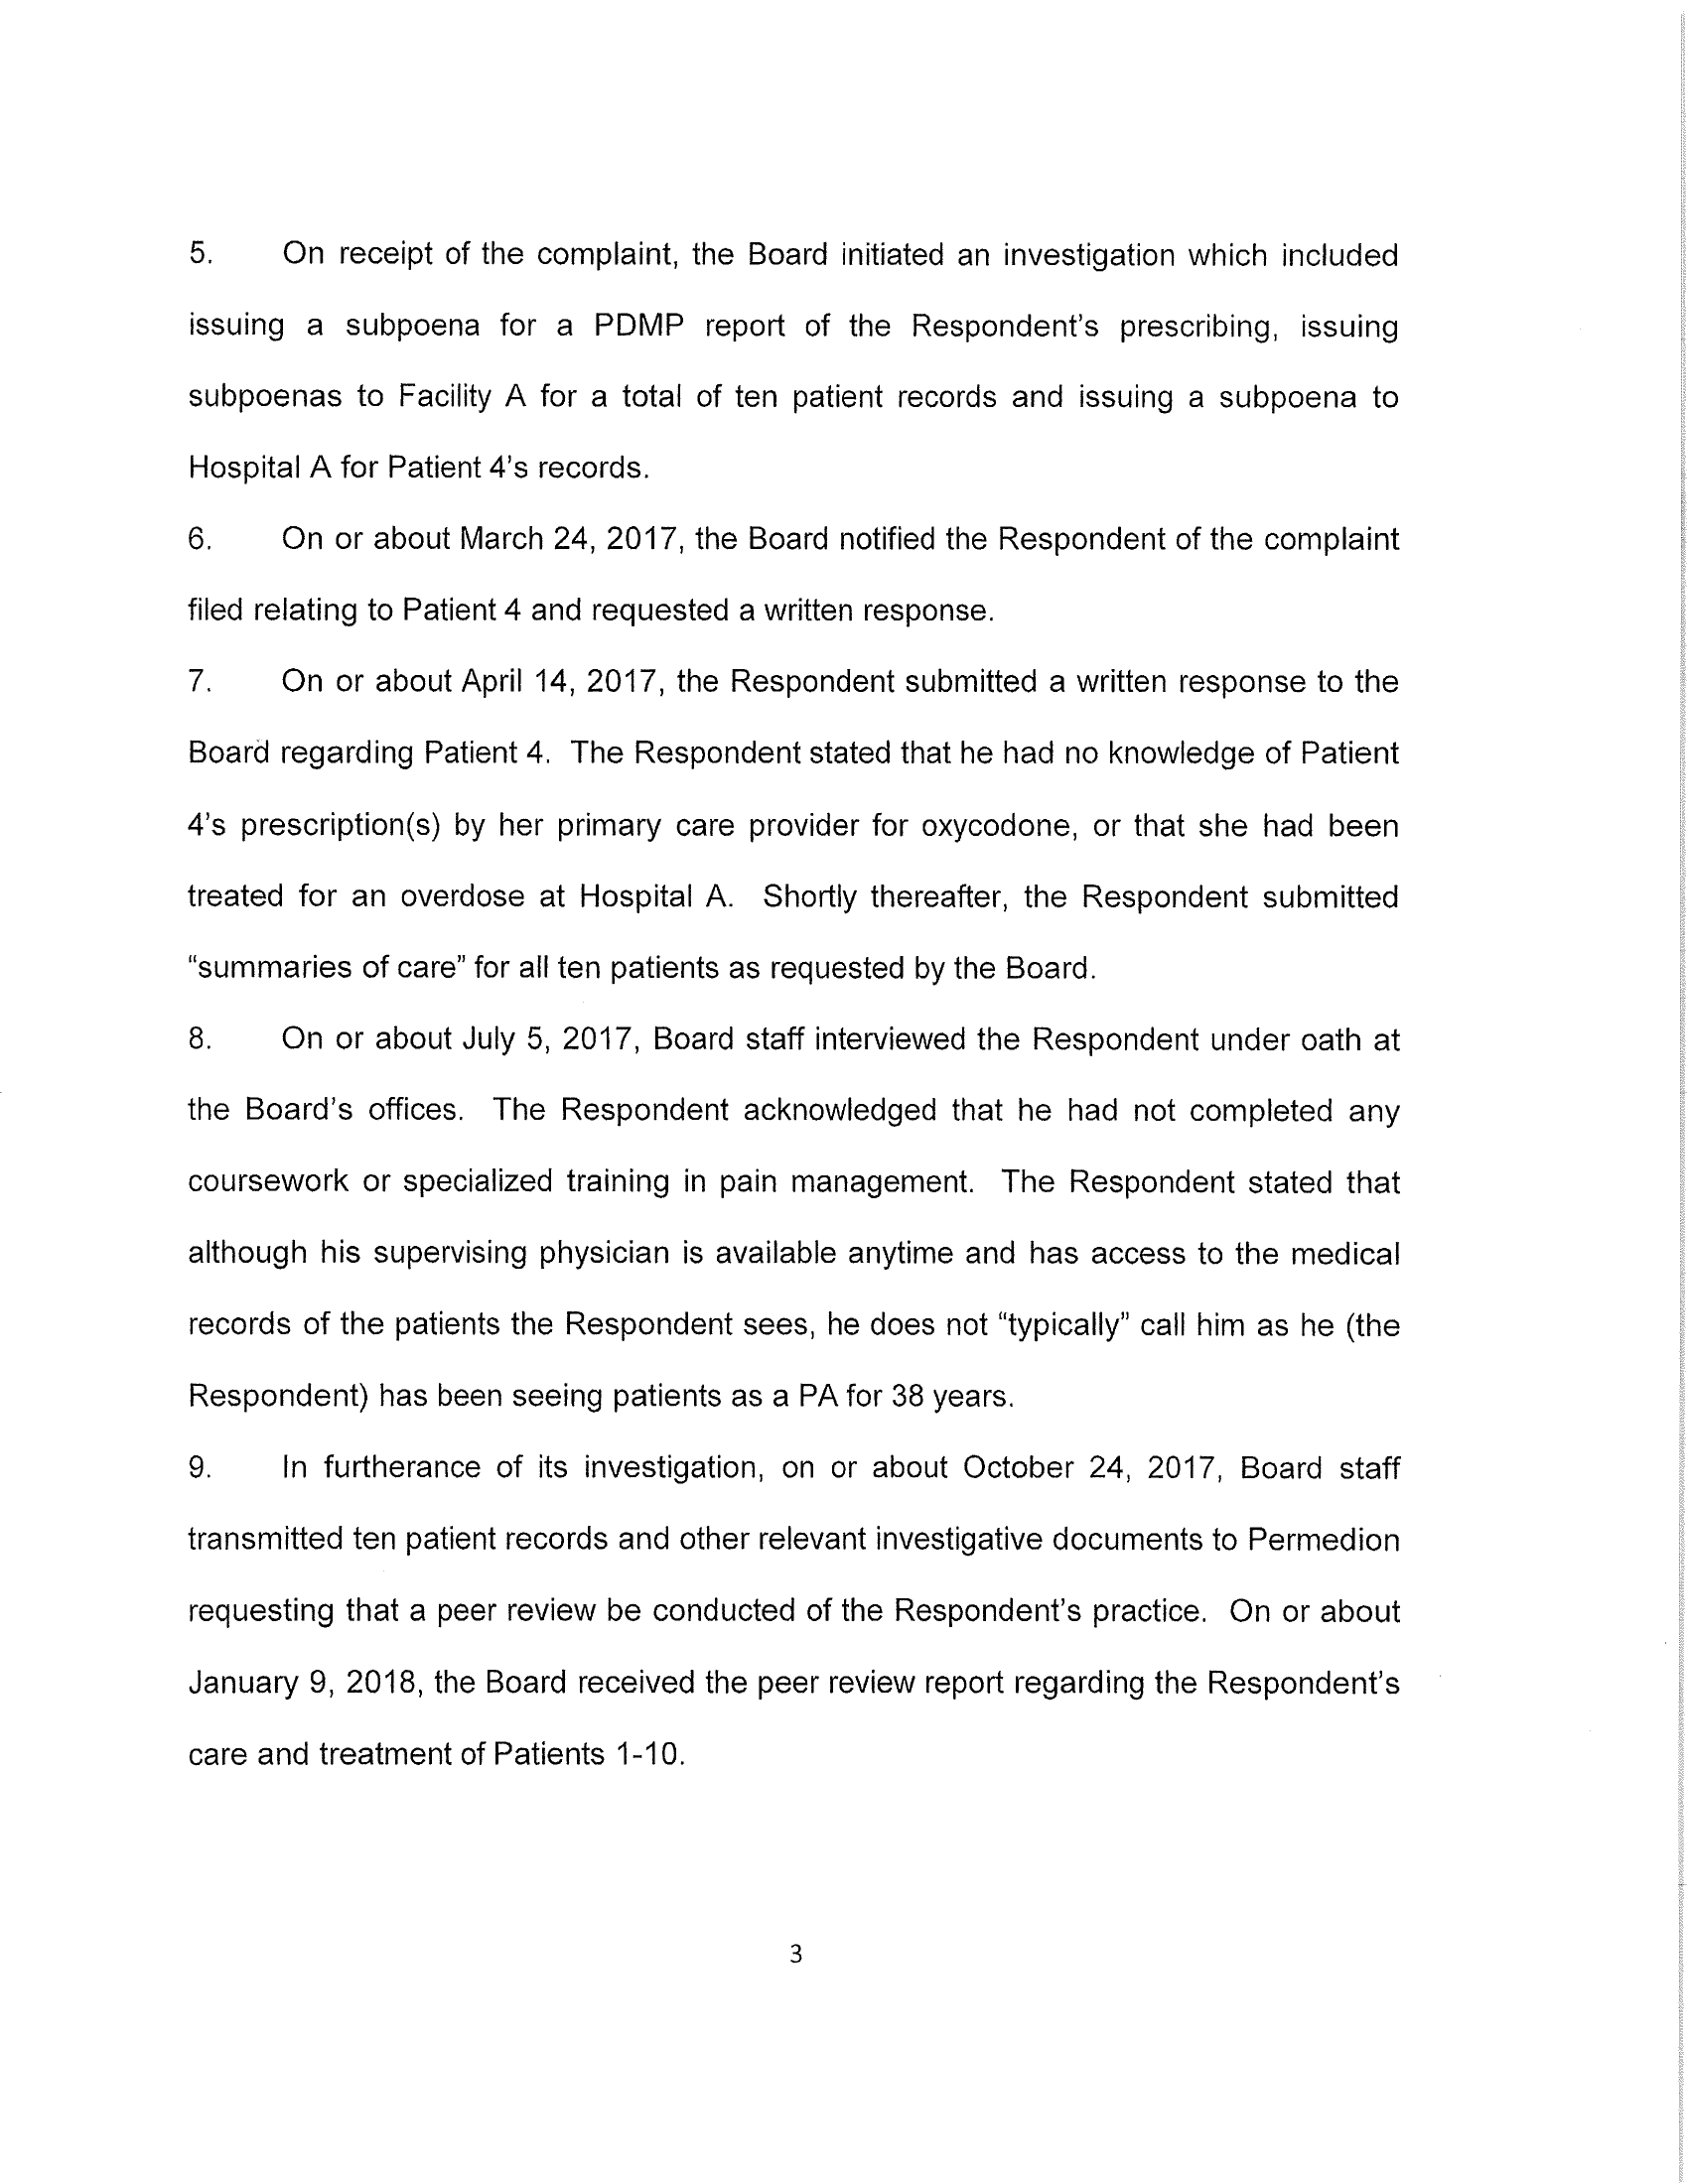 5. On receipt of the complaint, the Board initiated an investigation which included
issuing a subpoena for a PDMP report of the Respondent's prescribing, issuing
subpoenas to Facility A for a total of ten patient records and issuing a subpoena to
Hospital A for Patient 4's records.
6. On or about March 24, 2017, the Board notified the Respondent of the complaint
filed relating to Patient 4 and requested a written response.
7. On or about April 14, 2017, the Respondent submitted a written response to the
Board regarding Patient 4. The Respondent stated that he had no knowledge of Patient
4's prescription(s) by her primary care provider for oxycodone, or that she had been
treated for an overdose at Hospital A. Shortly thereafter, the Respondent submitted
“summaries of care” for all ten patients as requested by the Board.
8. On or about July 5, 2017, Board staff interviewed the Respondent under oath at
the Board's offices. The Respondent acknowledged that he had not completed any
coursework or specialized training in pain management. The Respondent stated that
although his supervising physician is available anytime and has access to the medical
records of the patients the Respondent sees, he does not “typically” call him as he (the
Respondent) has been seeing patients as a PA for 38 years.
9. In furtherance of its investigation, on or about October 24, 2017, Board staff
transmitted ten patient records and other relevant investigative documents to Permedion
requesting that a peer review be conducted of the Respondent's practice. On or about
January 9, 2018, the Board received the peer review report regarding the Respondent's
care and treatment of Patients 1-10.
3